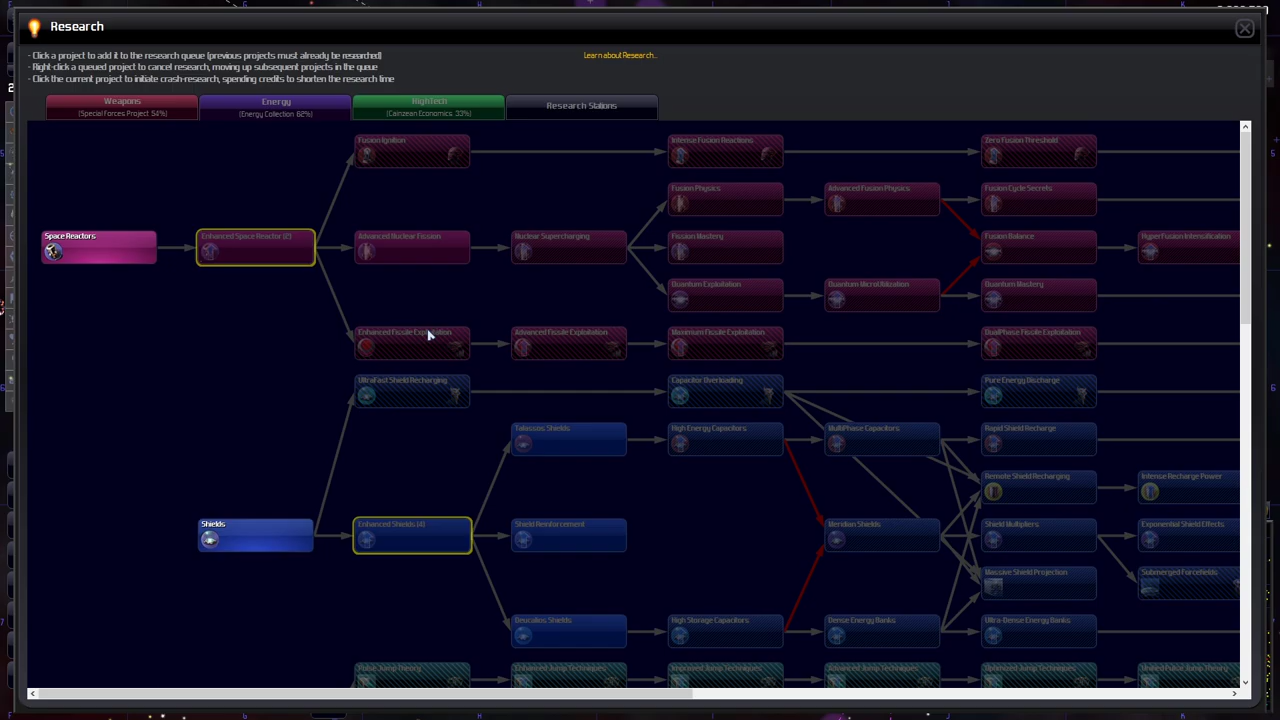 Research
- Click a project to add it to the research queue (previous projects must already be researched)
Learn about Research...
- Right-click a queued project to cancel research, moving up subsequent projects in the queue
- Click the current project to initiate crash-research, spending credits to shorten the research time
Weapons
(Special Forces Project 54%)
Energy
(Energy Collection 62%)
HighTech
(Cainzean Economics 33%)
Research Stations
Fusion Ignition
Intense Fusion Reactions
Zero Fusion Threshold
Fusion Physics
Advanced Fusion Physics
Fusion Cycle Secrets
Space Reactors
Enhanced Space Reactor (2)
Advanced Nuclear Fission
Nuclear Supercharging
Fusion Mastery
Fusion Balance
HyperFusion Intensification
Quantum Exploitation
Quantum MicroUtilization
Quantum Mastery
Enhanced Fissile Exploitation
Advanced Fissile Exploitation
Maximum Fissile Exploitation
DualPhase Fissile Exploitation
UltraFast Shield Recharging
Capacitor Overloading
Pure Energy Discharge
Talassos Shields
High Energy Capacitors
MultiPhase Capacitors
Rapid Shield Recharge
Remote Shield Recharging
Intense Recharge Power
Shields
Enhanced Shields (4)
Shield Reinforcement
Meridian Shields
Shield Multipliers
Exponential Shield Effects
Massive Shield Projection
Submerged Forcefields
Deucalios Shields
High Storage Capacitors
Dense Energy Banks
Ultra-Dense Energy Banks
Pulse Jump Theory
Enhanced Jump Techniques
Improved Jump Techniques
Advanced Jump Techniques
Optimized Jump Techniques
Unified Pulse Jump Theory